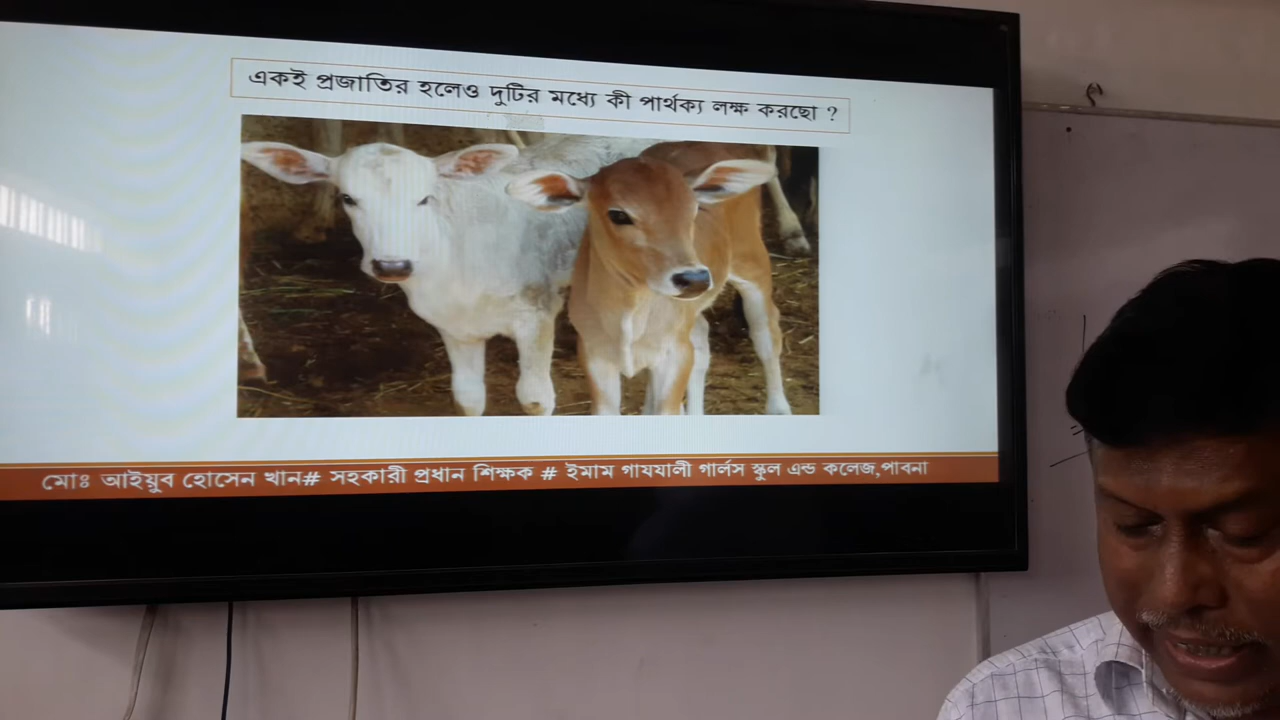 একই প্রজাতির হলেও দুটির মধ্যে কী পার্থক্য লক্ষ করছো ?
মোঃ আইয়ুব হোসেন খান# সহকারী প্রধান শিক্ষক # ইমাম গাযযালী গার্লস স্কুল এন্ড কলেজ,পাবনা